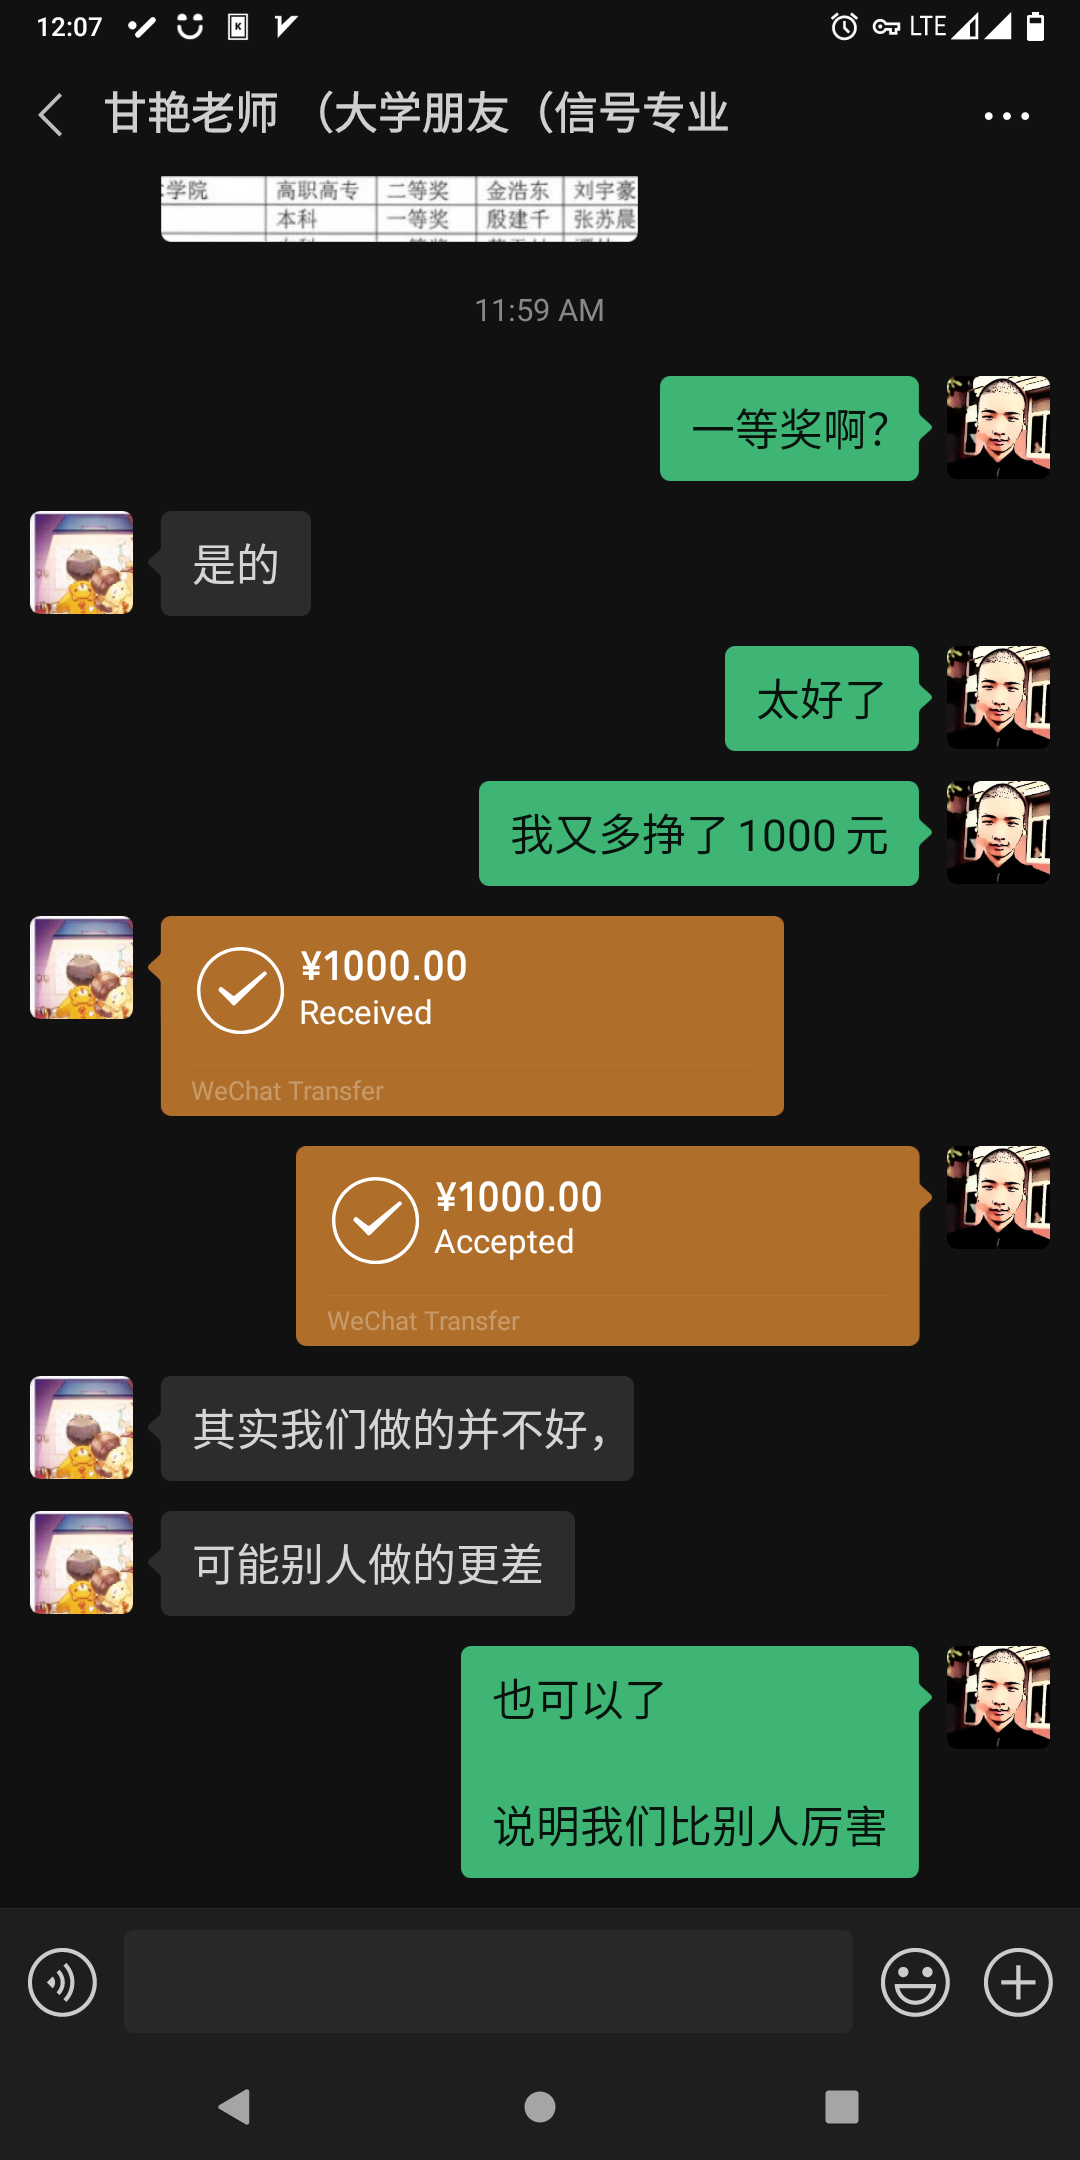 12:07 LTE
甘艳老师 （大学朋友（信号专业
学院 高职高专 二等奖 金浩东 刘宇豪
本科 一等奖 殷建千 张苏晨
11:59 AM
一等奖啊？
是的
太好了
我又多挣了1000元
¥1000.00
Received
WeChat Transfer
¥1000.00
Accepted
WeChat Transfer
其实我们做的并不好，
可能别人做的更差
也可以了
说明我们比别人厉害